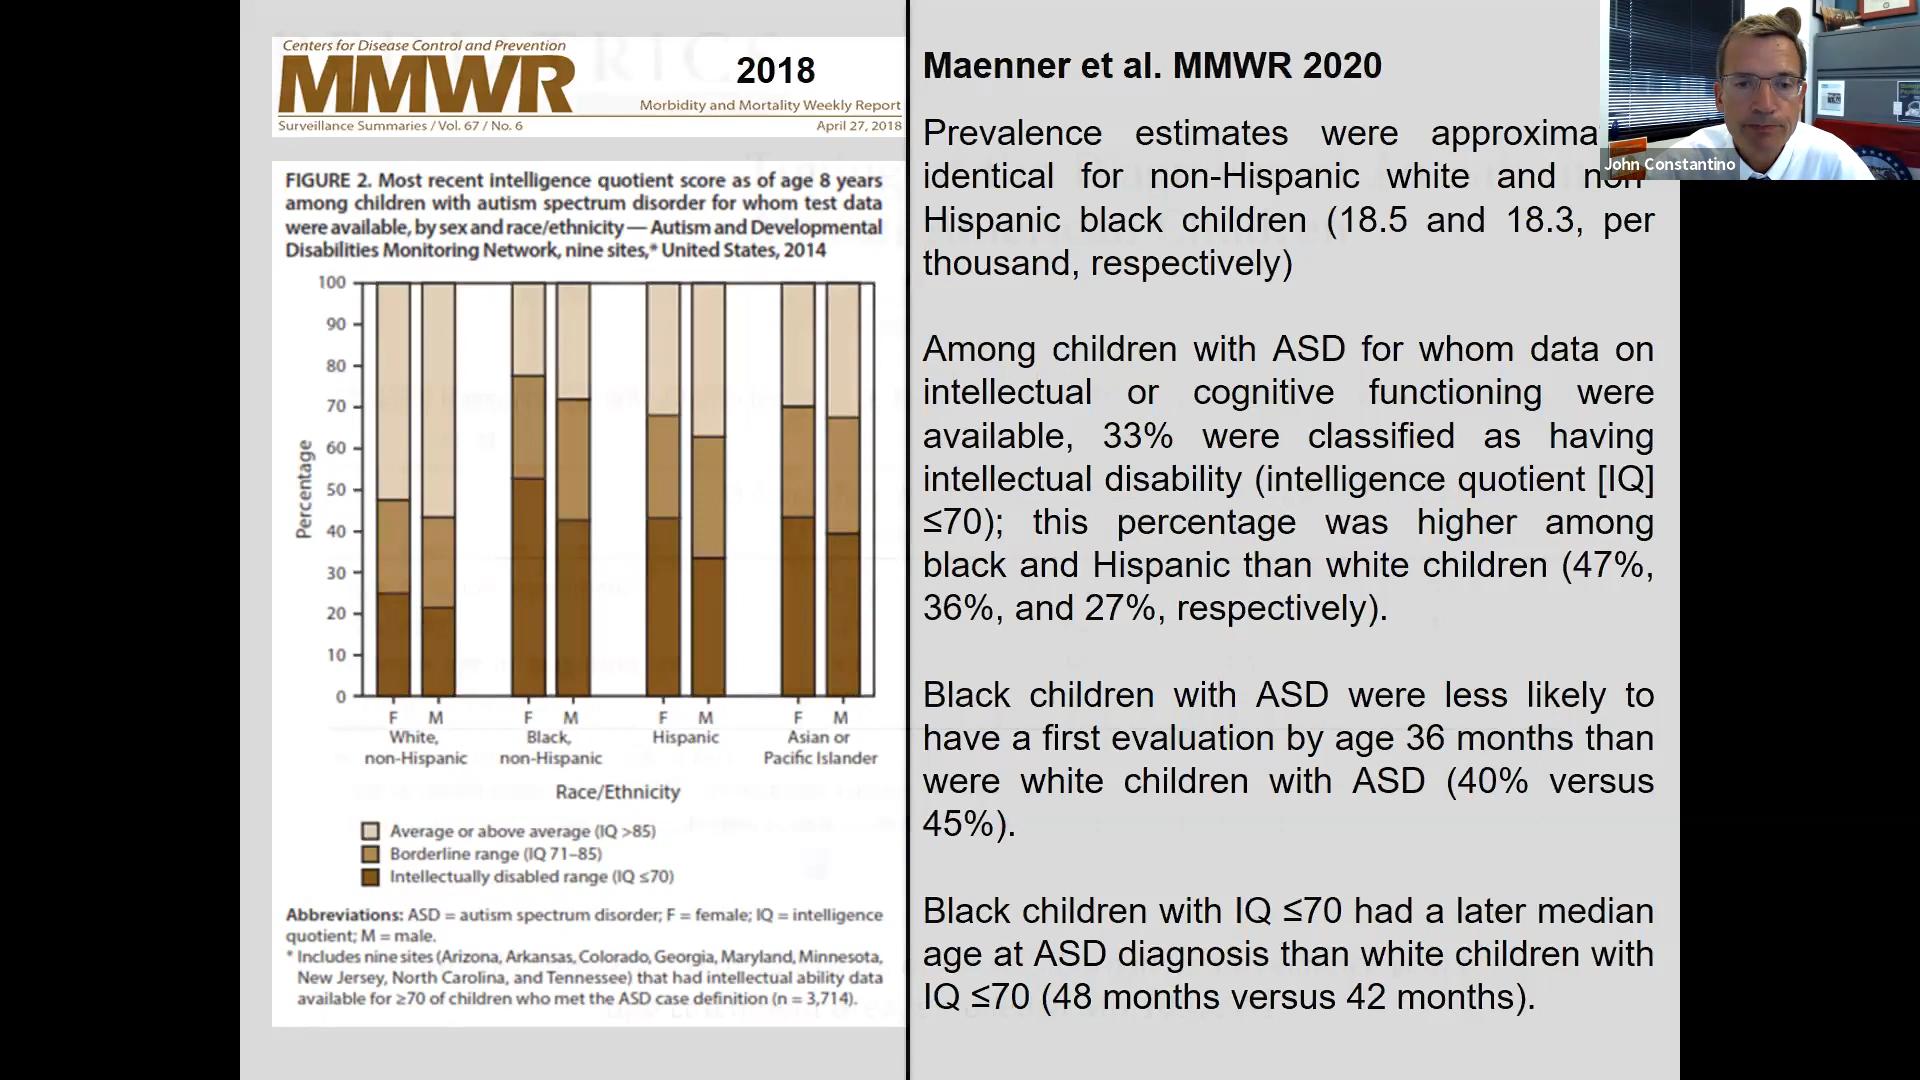 Centers for Disease Control and Prevention
MMWR
2018
Morbidity and Mortality Weekly Report
Surveillance Summaries / Vol. 67 / No. 6
April 27, 2018
FIGURE 2. Most recent intelligence quotient score as of age 8 years
among children with autism spectrum disorder for whom test data
were available, by sex and race/ethnicity — Autism and Developmental
Disabilities Monitoring Network, nine sites,* United States, 2014
100
90
80
70
60
50
40
30
20
10
0
Percentage
F M F M F M F M
White, Black, Hispanic Asian or
non-Hispanic non-Hispanic Pacific Islander
Race/Ethnicity
Average or above average (IQ >85)
Borderline range (IQ 71–85)
Intellectually disabled range (IQ ≤70)
Abbreviations: ASD = autism spectrum disorder; F = female; IQ = intelligence
quotient; M = male.
* Includes nine sites (Arizona, Arkansas, Colorado, Georgia, Maryland, Minnesota,
New Jersey, North Carolina, and Tennessee) that had intellectual ability data
available for ≥70 of children who met the ASD case definition (n = 3,714).
Maenner et al. MMWR 2020
Prevalence estimates were approxima
identical for non-Hispanic white and non-
Hispanic black children (18.5 and 18.3, per
thousand, respectively)
Among children with ASD for whom data on
intellectual or cognitive functioning were
available, 33% were classified as having
intellectual disability (intelligence quotient [IQ]
≤70); this percentage was higher among
black and Hispanic than white children (47%,
36%, and 27%, respectively).
Black children with ASD were less likely to
have a first evaluation by age 36 months than
were white children with ASD (40% versus
45%).
Black children with IQ ≤70 had a later median
age at ASD diagnosis than white children with
IQ ≤70 (48 months versus 42 months).
John Constantino